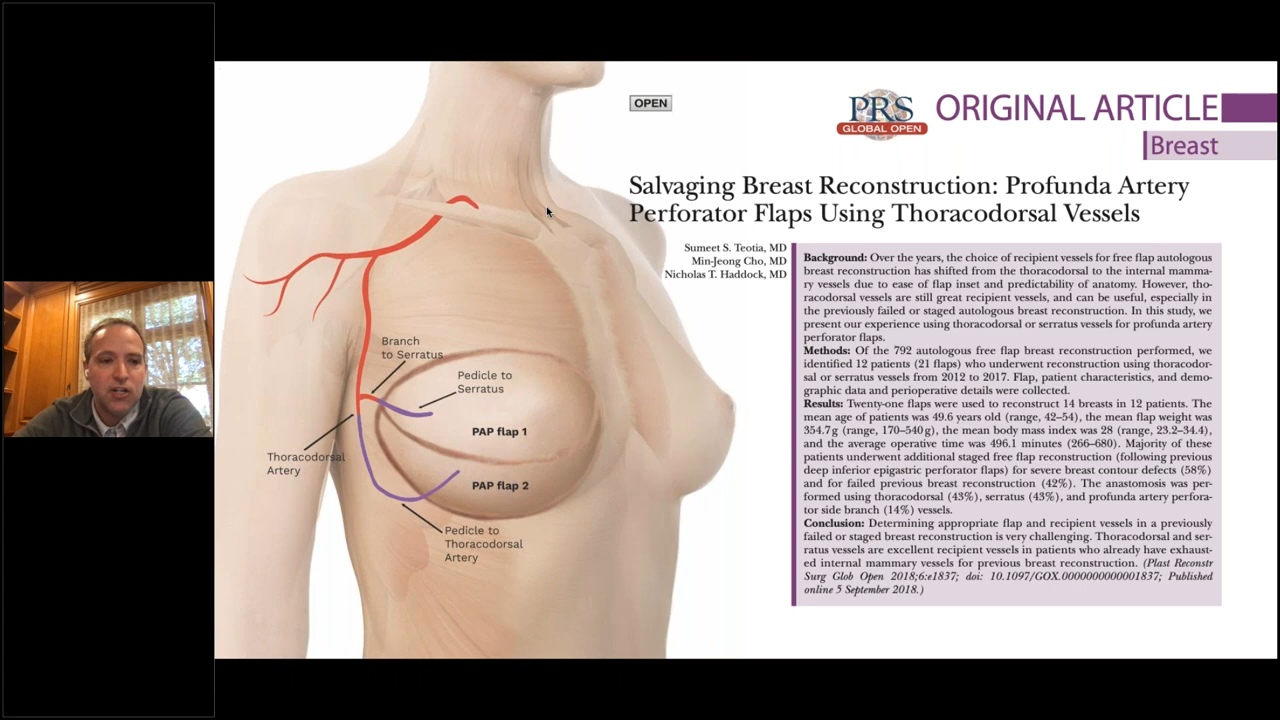 OPEN
PRS
GLOBAL OPEN
ORIGINAL ARTICLE
Breast
Salvaging Breast Reconstruction: Profunda Artery
Perforator Flaps Using Thoracodorsal Vessels
Sumeet S. Teotia, MD
Min-Jeong Cho, MD
Nicholas T. Haddock, MD
Background: Over the years, the choice of recipient vessels for free flap autologous
breast reconstruction has shifted from the thoracodorsal to the internal mamma-
ry vessels due to ease of flap inset and predictability of anatomy. However, tho-
racodorsal vessels are still great recipient vessels, and can be useful, especially in
the previously failed or staged autologous breast reconstruction. In this study, we
present our experience using thoracodorsal or serratus vessels for profunda artery
perforator flaps.
Methods: Of the 792 autologous free flap breast reconstruction performed, we
identified 12 patients (21 flaps) who underwent reconstruction using thoracodor-
sal or serratus vessels from 2012 to 2017. Flap, patient characteristics, and demo-
graphic data and perioperative details were collected.
Results: Twenty-one flaps were used to reconstruct 14 breasts in 12 patients. The
mean age of patients was 49.6 years old (range, 42–54), the mean flap weight was
354.7 g (range, 170–540 g), the mean body mass index was 28 (range, 23.2–34.4),
and the average operative time was 496.1 minutes (266–680). Majority of these
patients underwent additional staged free flap reconstruction (following previous
deep inferior epigastric perforator flaps) for severe breast contour defects (58%)
and for failed previous breast reconstruction (42%). The anastomosis was per-
formed using thoracodorsal (43%), serratus (43%), and profunda artery perfora-
tor side branch (14%) vessels.
Conclusion: Determining appropriate flap and recipient vessels in a previously
failed or staged breast reconstruction is very challenging. Thoracodorsal and ser-
ratus vessels are excellent recipient vessels in patients who already have exhaust-
ed internal mammary vessels for previous breast reconstruction. (Plast Reconstr
Surg Glob Open 2018;6:e1837; doi: 10.1097/GOX.0000000000001837; Published
online 5 September 2018.)
Branch
to Serratus
Pedicle to
Serratus
PAP flap 1
Thoracodorsal
Artery
PAP flap 2
Pedicle to
Thoracodorsal
Artery